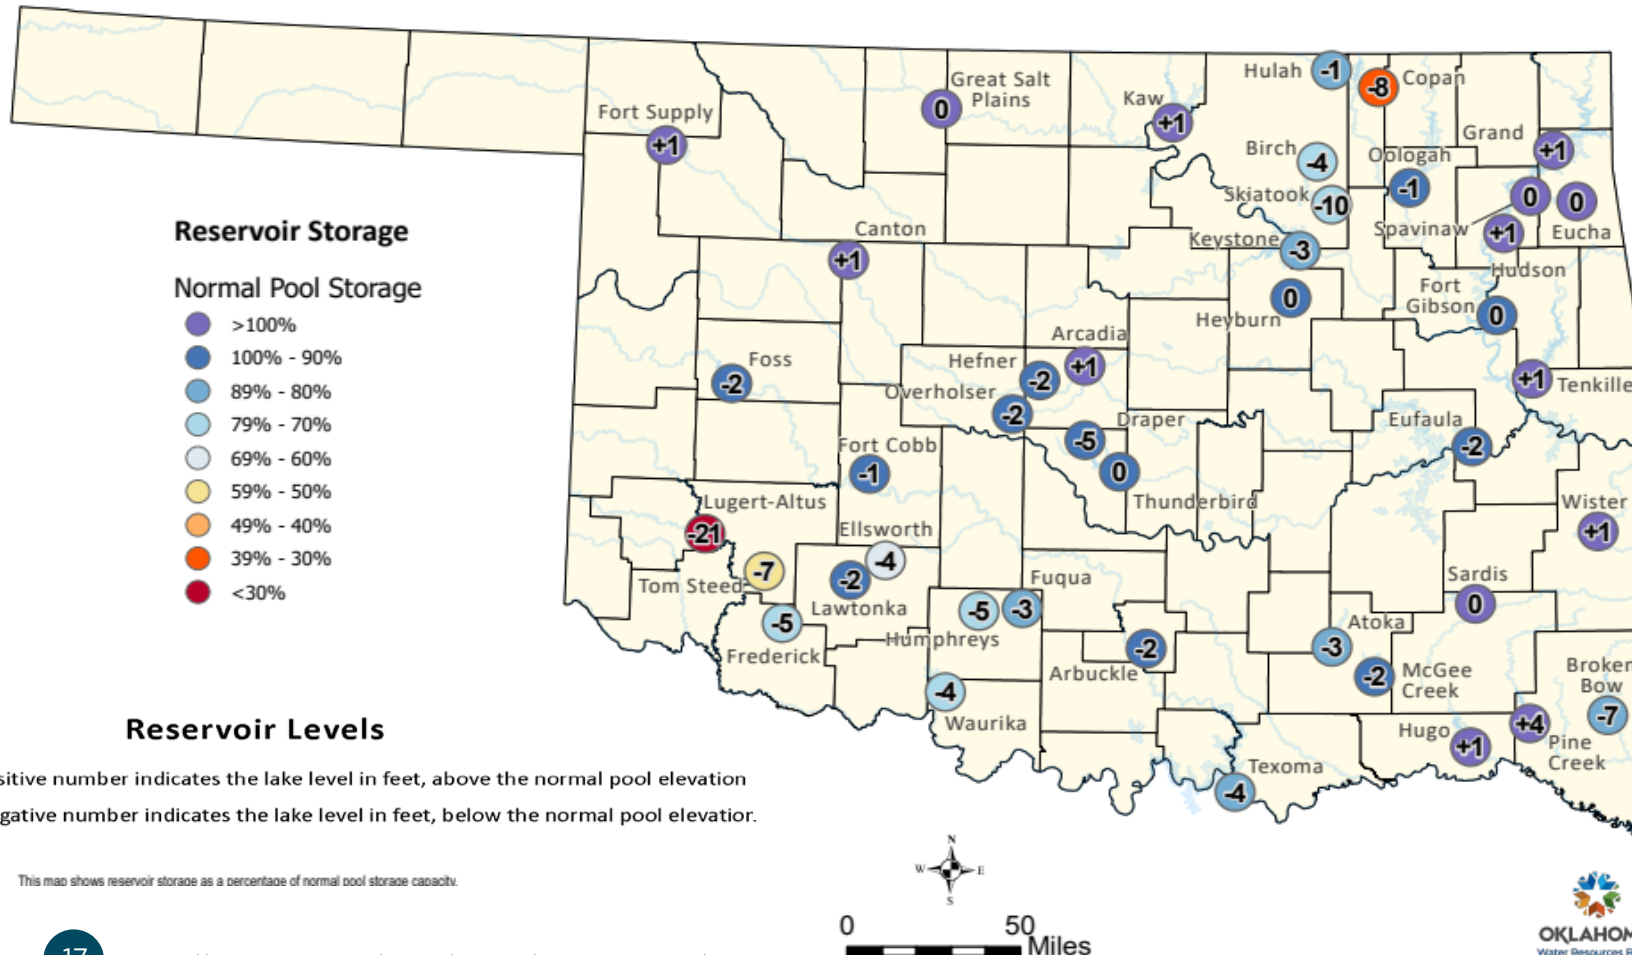 Hulah -1
-8 Copan
Great Salt
Plains
0
Kaw
+1
Fort Supply
+1
Grand
+1
Birch -4
Oologah
-1
Skiatook -10
0
0
Spavinaw
+1
Eucha
Reservoir Storage
Canton
+1
Keystone -3
Hudson
Normal Pool Storage
Fort
Gibson
0
0
Heyburn
>100%
100% - 90%
89% - 80%
79% - 70%
69% - 60%
59% - 50%
49% - 40%
39% - 30%
<30%
Arcadia
+1
Foss
-2
Hefner
-2
Overholser
-2
+1 Tenkille
Draper
-5
Eufaula
-2
Fort Cobb
-1
0
Thunderbird
Lugert-Altus
-21
Wister
+1
Ellsworth
-4
-7
Tom Steed
-2
Lawtonka
Fuqua
-3
Sardis
0
-5
Frederick
-5
Humphreys
Atoka
-3
-2
Arbuckle
-2 McGee
Creek
Broken
Bow
-7
-4
Waurika
Hugo
+1
+4
Pine
Creek
Reservoir Levels
Texoma
-4
sitive number indicates the lake level in feet, above the normal pool elevation
gative number indicates the lake level in feet, below the normal pool elevatior.
This map shows reservoir storage as a percentage of normal pool storage capacity.
N
W E
S
0 50
Miles
OKLAHOM
Water Resources
17